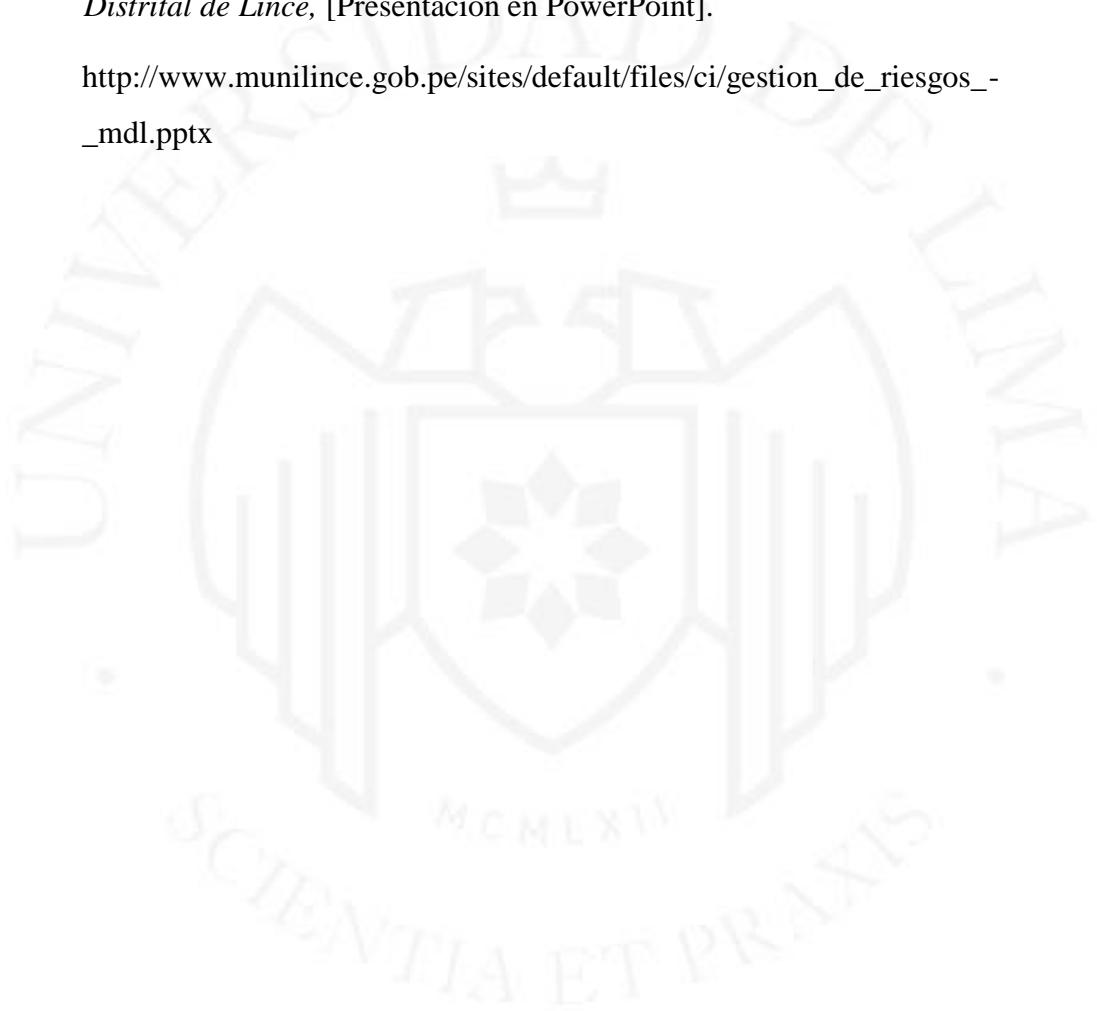 Distrital de Lince, [Presentación en PowerPoint].
http://www.munilince.gob.pe/sites/default/files/ci/gestion_de_riesgos_-
_mdl.pptx
UNIVERSIDAD DE LIMA
MCMLXII
SCIENTIA ET PRAXIS